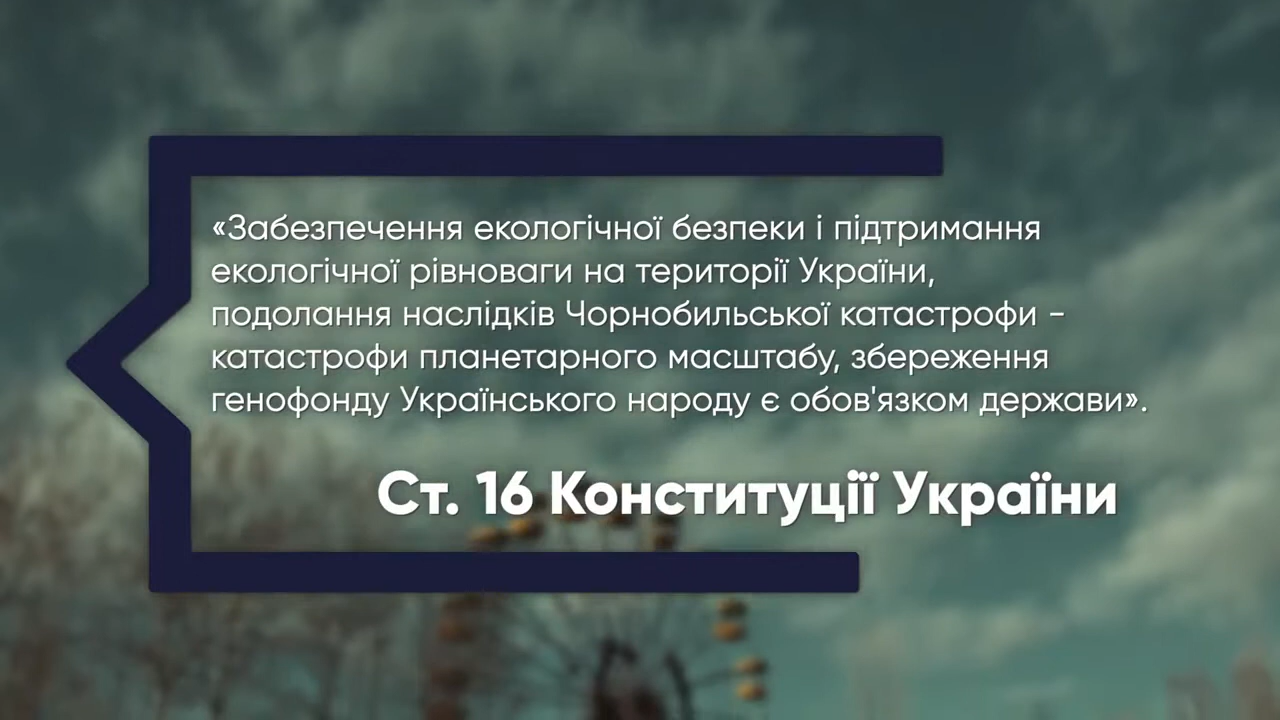 «Забезпечення екологічної безпеки і підтримання
екологічної рівноваги на території України,
подолання наслідків Чорнобильської катастрофи –
катастрофи планетарного масштабу, збереження
генофонду Українського народу є обов'язком держави».
Ст. 16 Конституції України